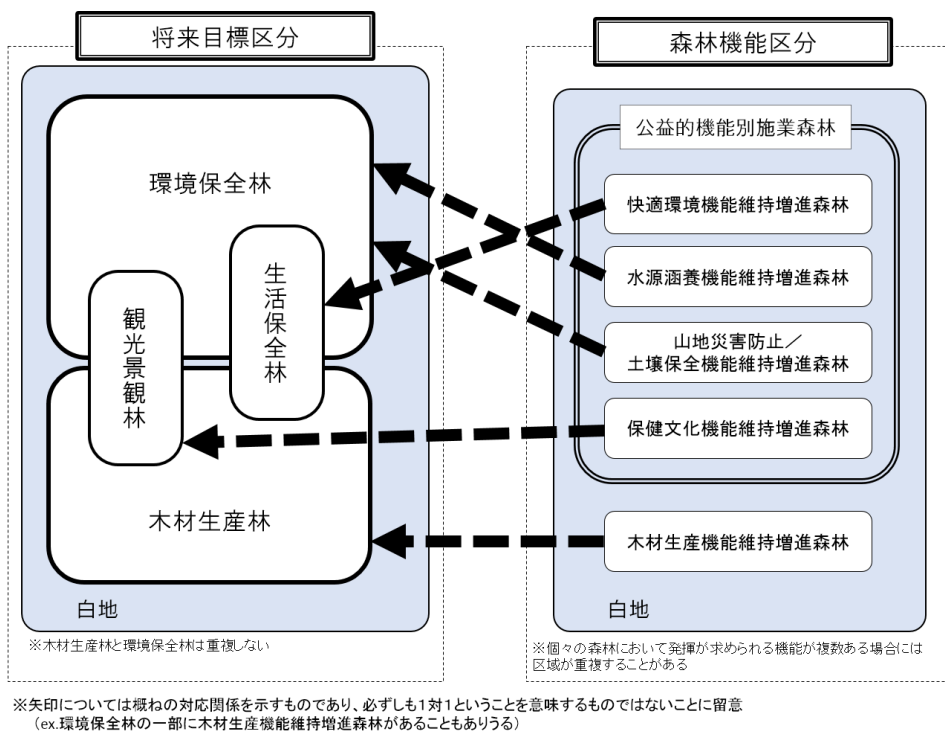 将来目標区分
環境保全林
生活保全林
観光景観林
木材生産林
白地
※木材生産林と環境保全林は重複しない
森林機能区分
公益的機能別施業森林
快適環境機能維持増進森林
水源涵養機能維持増進森林
山地災害防止／
土壌保全機能維持増進森林
保健文化機能維持増進森林
木材生産機能維持増進森林
白地
※個々の森林において発揮が求められる機能が複数ある場合には
区域が重複することがある
※矢印については概ねの対応関係を示すものであり、必ずしも１対１ということを意味するものではないことに留意
（ex.環境保全林の一部に木材生産機能維持増進森林があることもありうる）